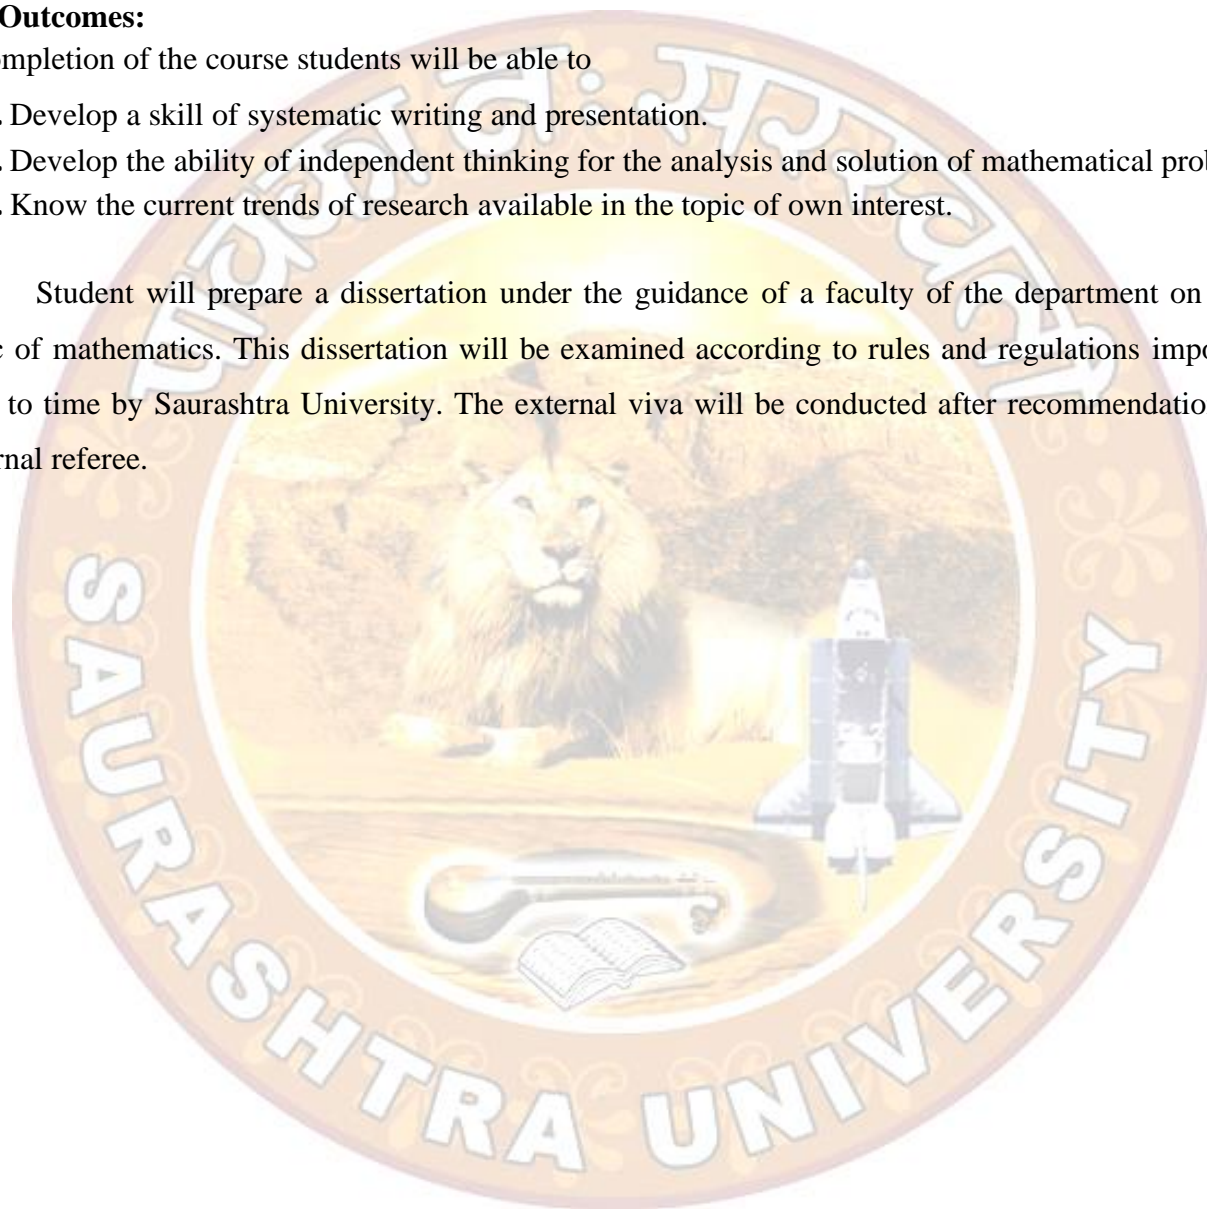 Outcomes:
ompletion of the course students will be able to
. Develop a skill of systematic writing and presentation.
. Develop the ability of independent thinking for the analysis and solution of mathematical prob
. Know the current trends of research available in the topic of own interest.
Student will prepare a dissertation under the guidance of a faculty of the department on
c of mathematics. This dissertation will be examined according to rules and regulations impo
to time by Saurashtra University. The external viva will be conducted after recommendatio
rnal referee.
पावका नः सरस्वती
SAURASHTRA UNIVERSITY